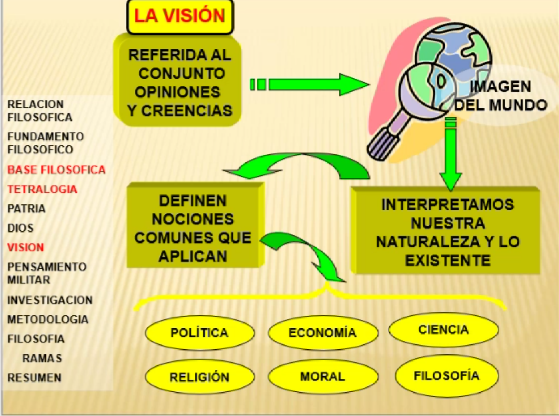 LA VISIÓN
REFERIDA AL
CONJUNTO
OPINIONES
Y CREENCIAS
IMAGEN
DEL MUNDO
RELACION
FILOSOFICA
FUNDAMENTO
FILOSOFICO
BASE FILOSOFICA
TETRALOGIA
PATRIA
DIOS
VISION
PENSAMIENTO
MILITAR
INVESTIGACION
METODOLOGIA
FILOSOFIA
RAMAS
RESUMEN
DEFINEN
NOCIONES
COMUNES QUE
APLICAN
INTERPRETAMOS
NUESTRA
NATURALEZA Y LO
EXISTENTE
POLÍTICA
ECONOMÍA
CIENCIA
RELIGIÓN
MORAL
FILOSOFÍA